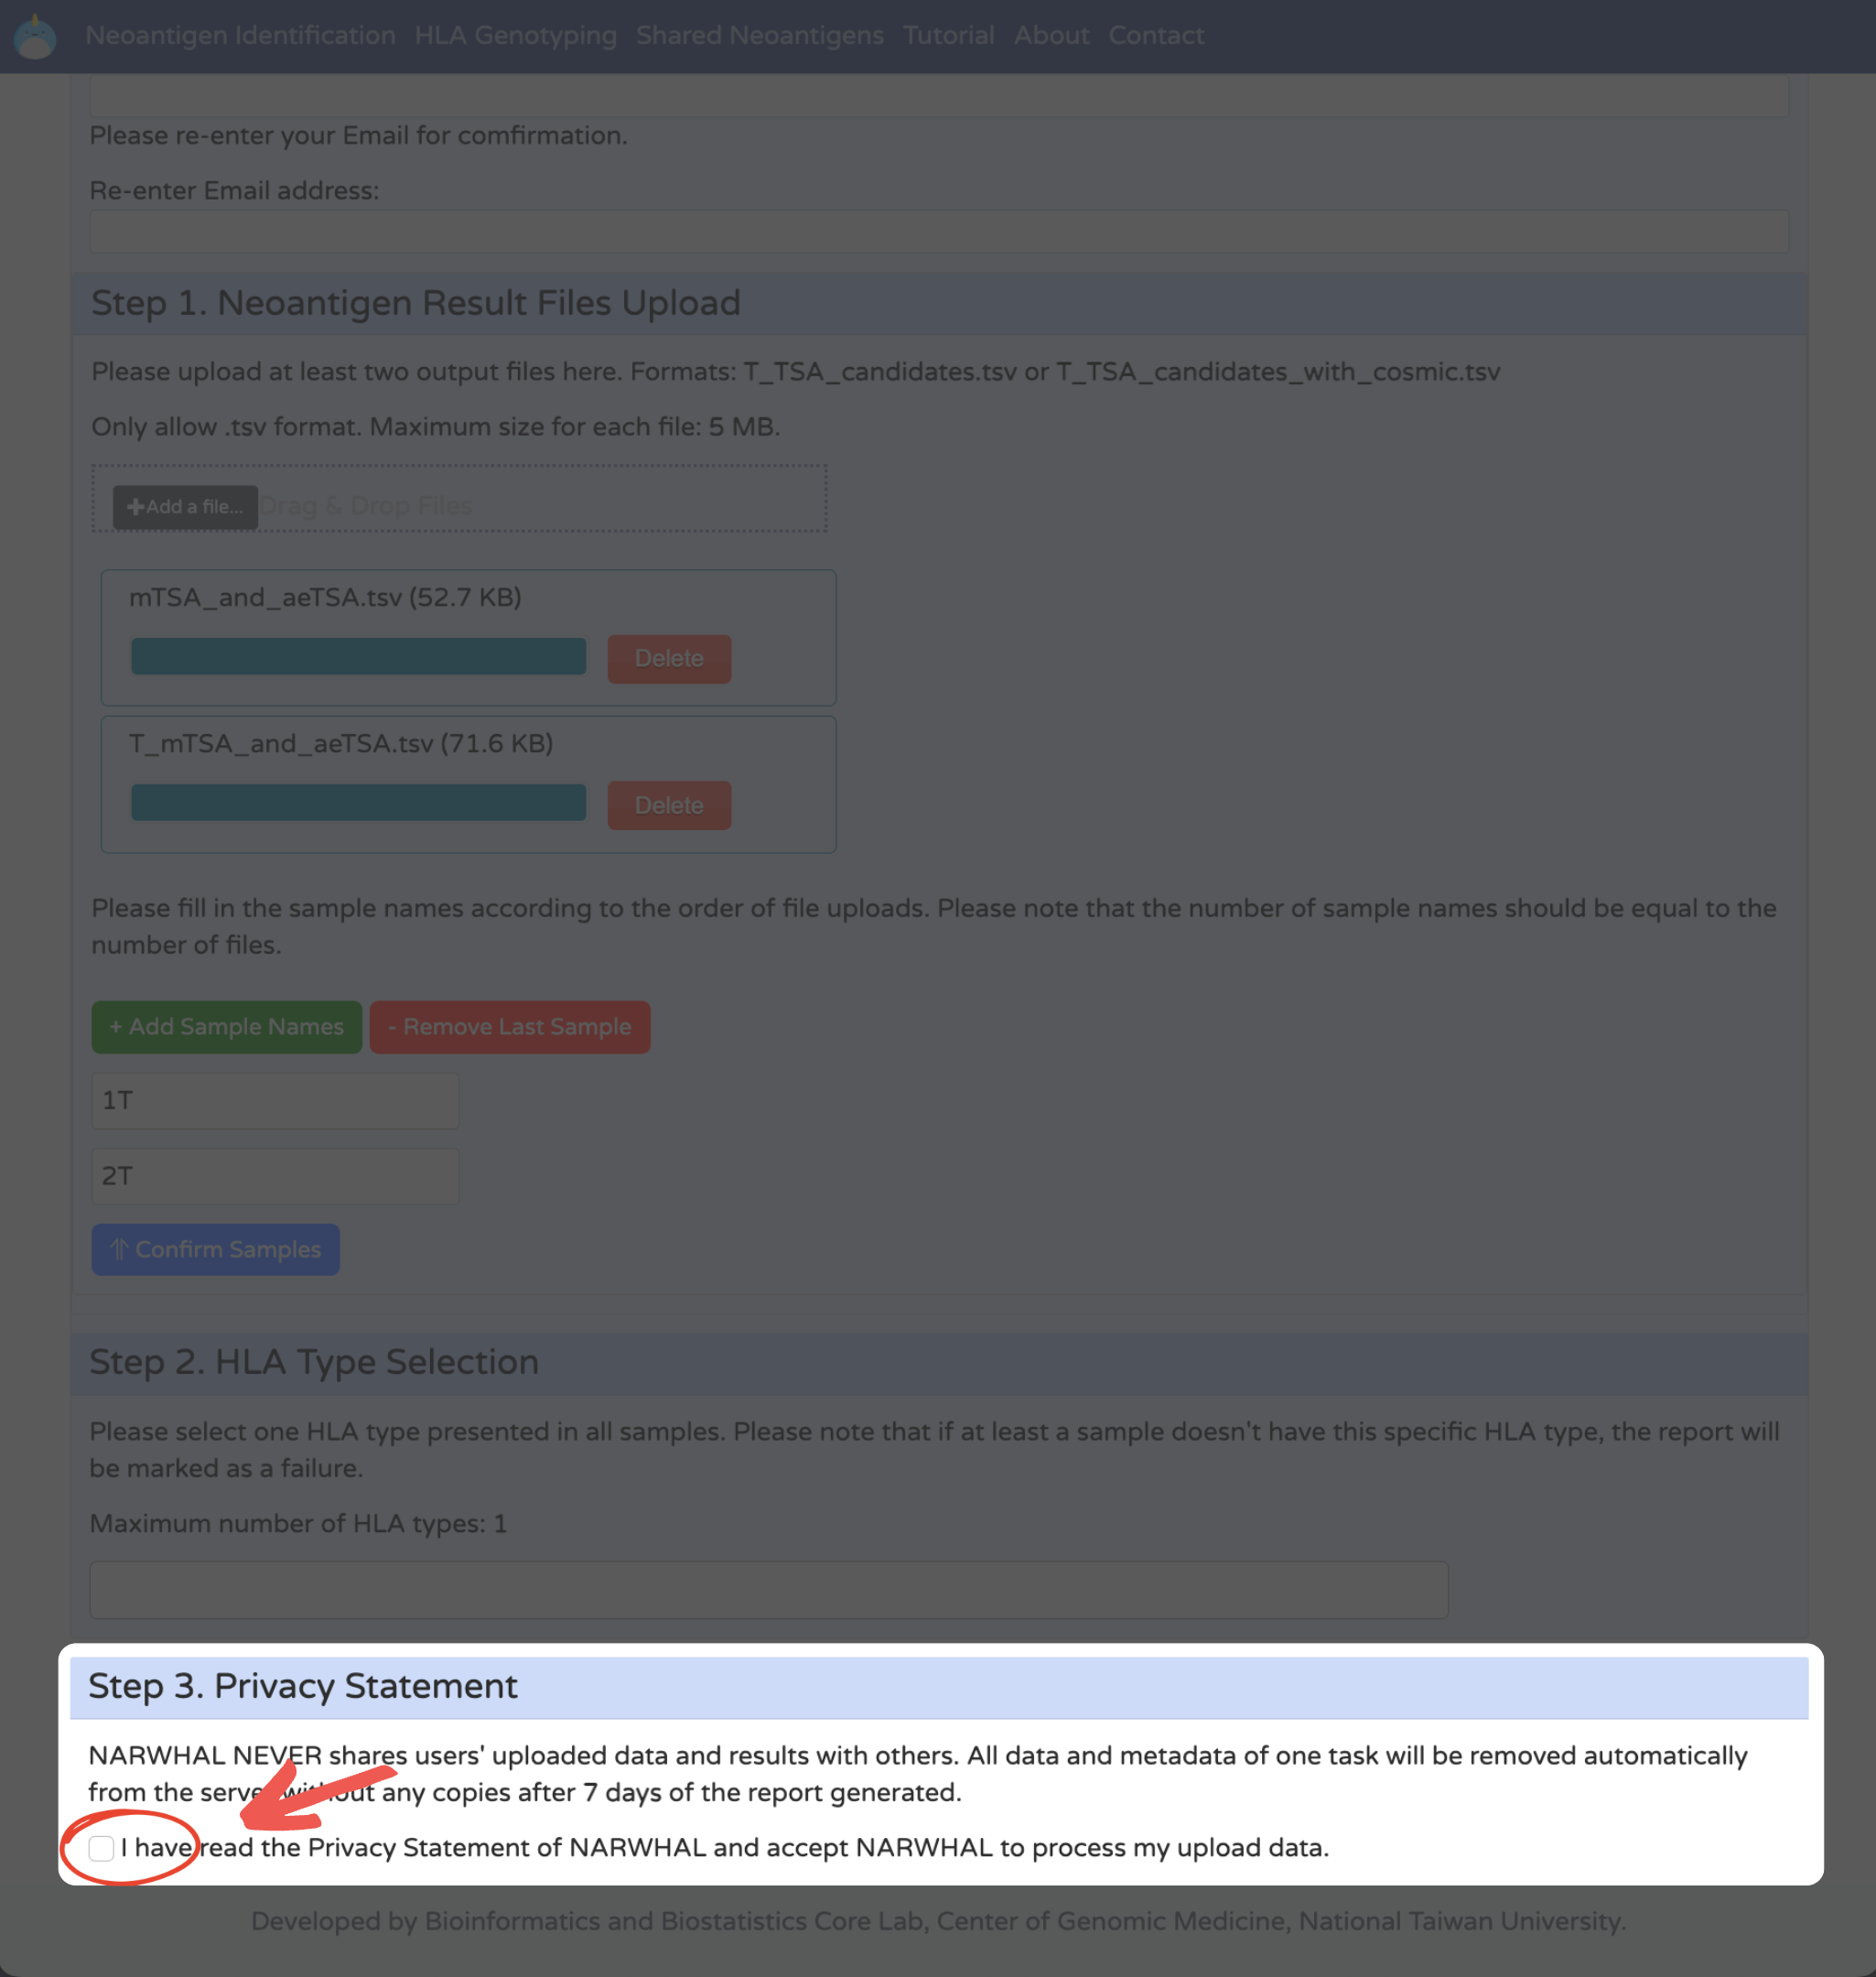 Neoantigen Identification HLA Genotyping Shared Neoantigens Tutorial About Contact
Please re-enter your Email for comfirmation.
Re-enter Email address:
Step 1. Neoantigen Result Files Upload
Please upload at least two output files here. Formats: T_TSA_candidates.tsv or T_TSA_candidates_with_cosmic.tsv
Only allow .tsv format. Maximum size for each file: 5 MB.
+Add a file... Drag & Drop Files
mTSA_and_aeTSA.tsv (52.7 KB)
Delete
T_mTSA_and_aeTSA.tsv (71.6 KB)
Delete
Please fill in the sample names according to the order of file uploads. Please note that the number of sample names should be equal to the
number of files.
+ Add Sample Names - Remove Last Sample
1T
2T
⥣ Confirm Samples
Step 2. HLA Type Selection
Please select one HLA type presented in all samples. Please note that if at least a sample doesn't have this specific HLA type, the report will
be marked as a failure.
Maximum number of HLA types: 1
Step 3. Privacy Statement
NARWHAL NEVER shares users' uploaded data and results with others. All data and metadata of one task will be removed automatically
from the server without any copies after 7 days of the report generated.
I have read the Privacy Statement of NARWHAL and accept NARWHAL to process my upload data.
Developed by Bioinformatics and Biostatistics Core Lab, Center of Genomic Medicine, National Taiwan University.